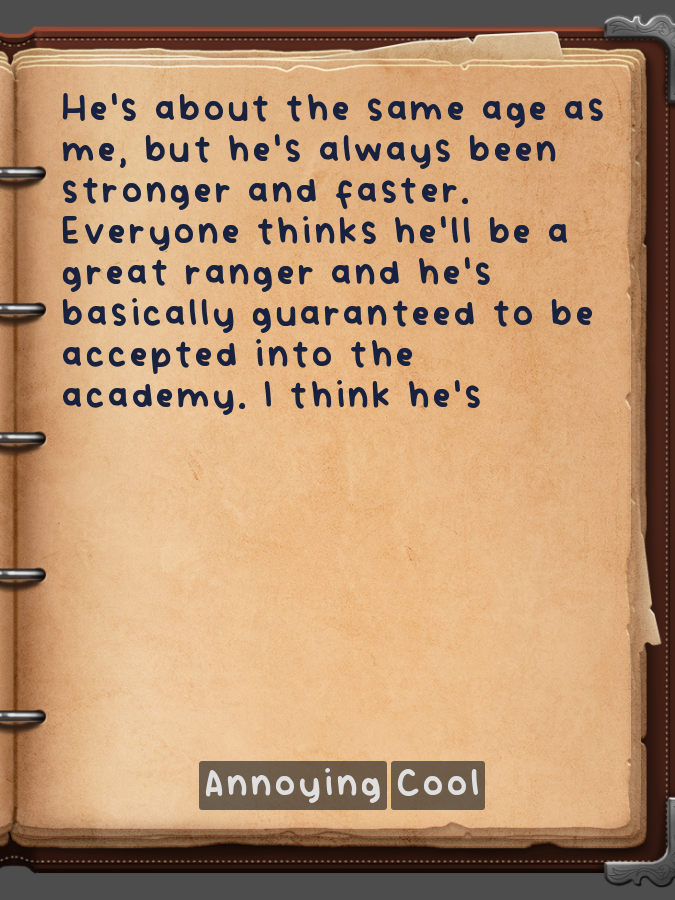 He's about the same age as
me, but he's always been
stronger and faster.
Everyone thinks he'll be a
great ranger and he's
basically guaranteed to be
accepted into the
academy. I think he's
Annoying Cool